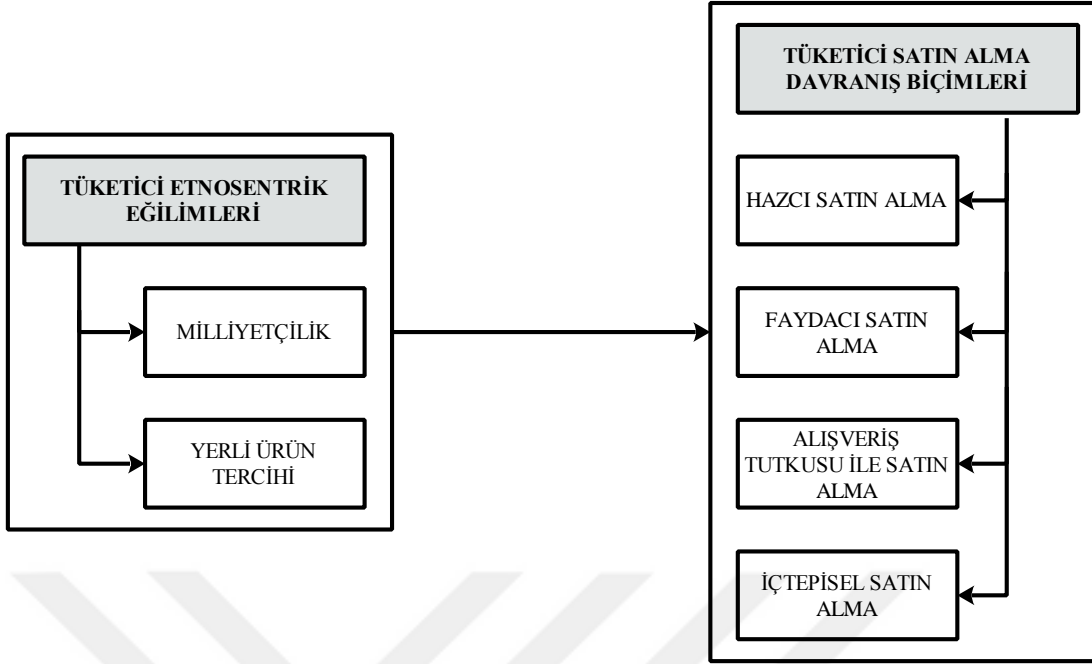 TÜKETİCİ ETNOSENTRİK
EĞİLİMLERİ
MİLLİYETÇİLİK
YERLİ ÜRÜN
TERCİHİ
TÜKETİCİ SATIN ALMA
DAVRANIŞ BİÇİMLERİ
HAZCI SATIN ALMA
FAYDACI SATIN
ALMA
ALIŞVERİŞ
TUTKUSU İLE SATIN
ALMA
İÇTEPİSEL SATIN
ALMA